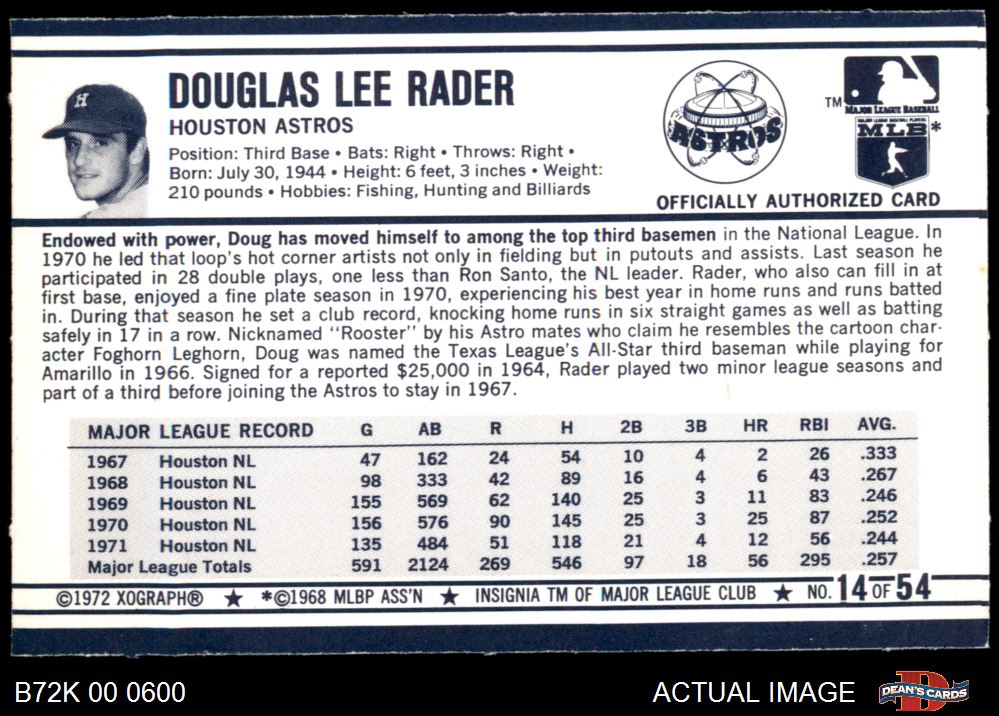 H
DOUGLAS LEE RADER
HOUSTON ASTROS
Position: Third Base • Bats: Right • Throws: Right •
Born: July 30, 1944 • Height: 6 feet, 3 inches • Weight:
210 pounds • Hobbies: Fishing, Hunting and Billiards
ASTROS
TM
MAJOR LEAGUE BASEBALL
MAJOR LEAGUE BASEBALL PLAYERS
MLB*
OFFICIALLY AUTHORIZED CARD
Endowed with power, Doug has moved himself to among the top third basemen in the National League. In
1970 he led that loop's hot corner artists not only in fielding but in putouts and assists. Last season he
participated in 28 double plays, one less than Ron Santo, the NL leader. Rader, who also can fill in at
first base, enjoyed a fine plate season in 1970, experiencing his best year in home runs and runs batted
in. During that season he set a club record, knocking home runs in six straight games as well as batting
safely in 17 in a row. Nicknamed "Rooster" by his Astro mates who claim he resembles the cartoon char-
acter Foghorn Leghorn, Doug was named the Texas League's All-Star third baseman while playing for
Amarillo in 1966. Signed for a reported $25,000 in 1964, Rader played two minor league seasons and
part of a third before joining the Astros to stay in 1967.
MAJOR LEAGUE RECORD G AB R H 2B 3B HR RBI AVG.
1967 Houston NL 47 162 24 54 10 4 2 26 .333
1968 Houston NL 98 333 42 89 16 4 6 43 .267
1969 Houston NL 155 569 62 140 25 3 11 83 .246
1970 Houston NL 156 576 90 145 25 3 25 87 .252
1971 Houston NL 135 484 51 118 21 4 12 56 .244
Major League Totals 591 2124 269 546 97 18 56 295 .257
©1972 XOGRAPH® ★ *©1968 MLBP ASS'N ★ INSIGNIA TM OF MAJOR LEAGUE CLUB ★ NO. 14 OF 54
B72K 00 0600
ACTUAL IMAGE
DEAN'S CARDS